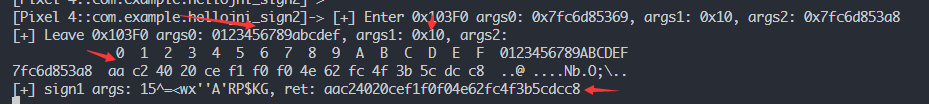 [Pixel 4::com.example.hellojni_sign2]-> [+] Enter 0x103F0 args0: 0x7fc6d85369, args1: 0x10, args2: 0x7fc6d853a8
[+] Leave 0x103F0 args0: 0123456789abcdef, args1: 0x10, args2:
0 1 2 3 4 5 6 7 8 9 A B C D E F 0123456789ABCDEF
7fc6d853a8 aa c2 40 20 ce f1 f0 f0 4e 62 fc 4f 3b 5c dc c8 ..@ ....Nb.O;\..
[+] sign1 args: 15^=<wx''A'RP$KG, ret: aac24020cef1f0f04e62fc4f3b5cdcc8